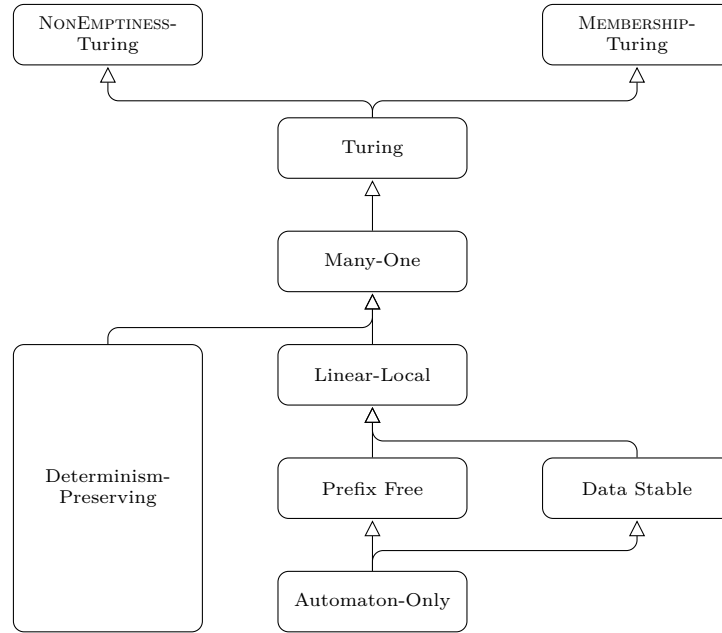 NONEMPTINESS-
Turing
MEMBERSHIP-
Turing
Turing
Many-One
Linear-Local
Determinism-
Preserving
Prefix Free
Data Stable
Automaton-Only